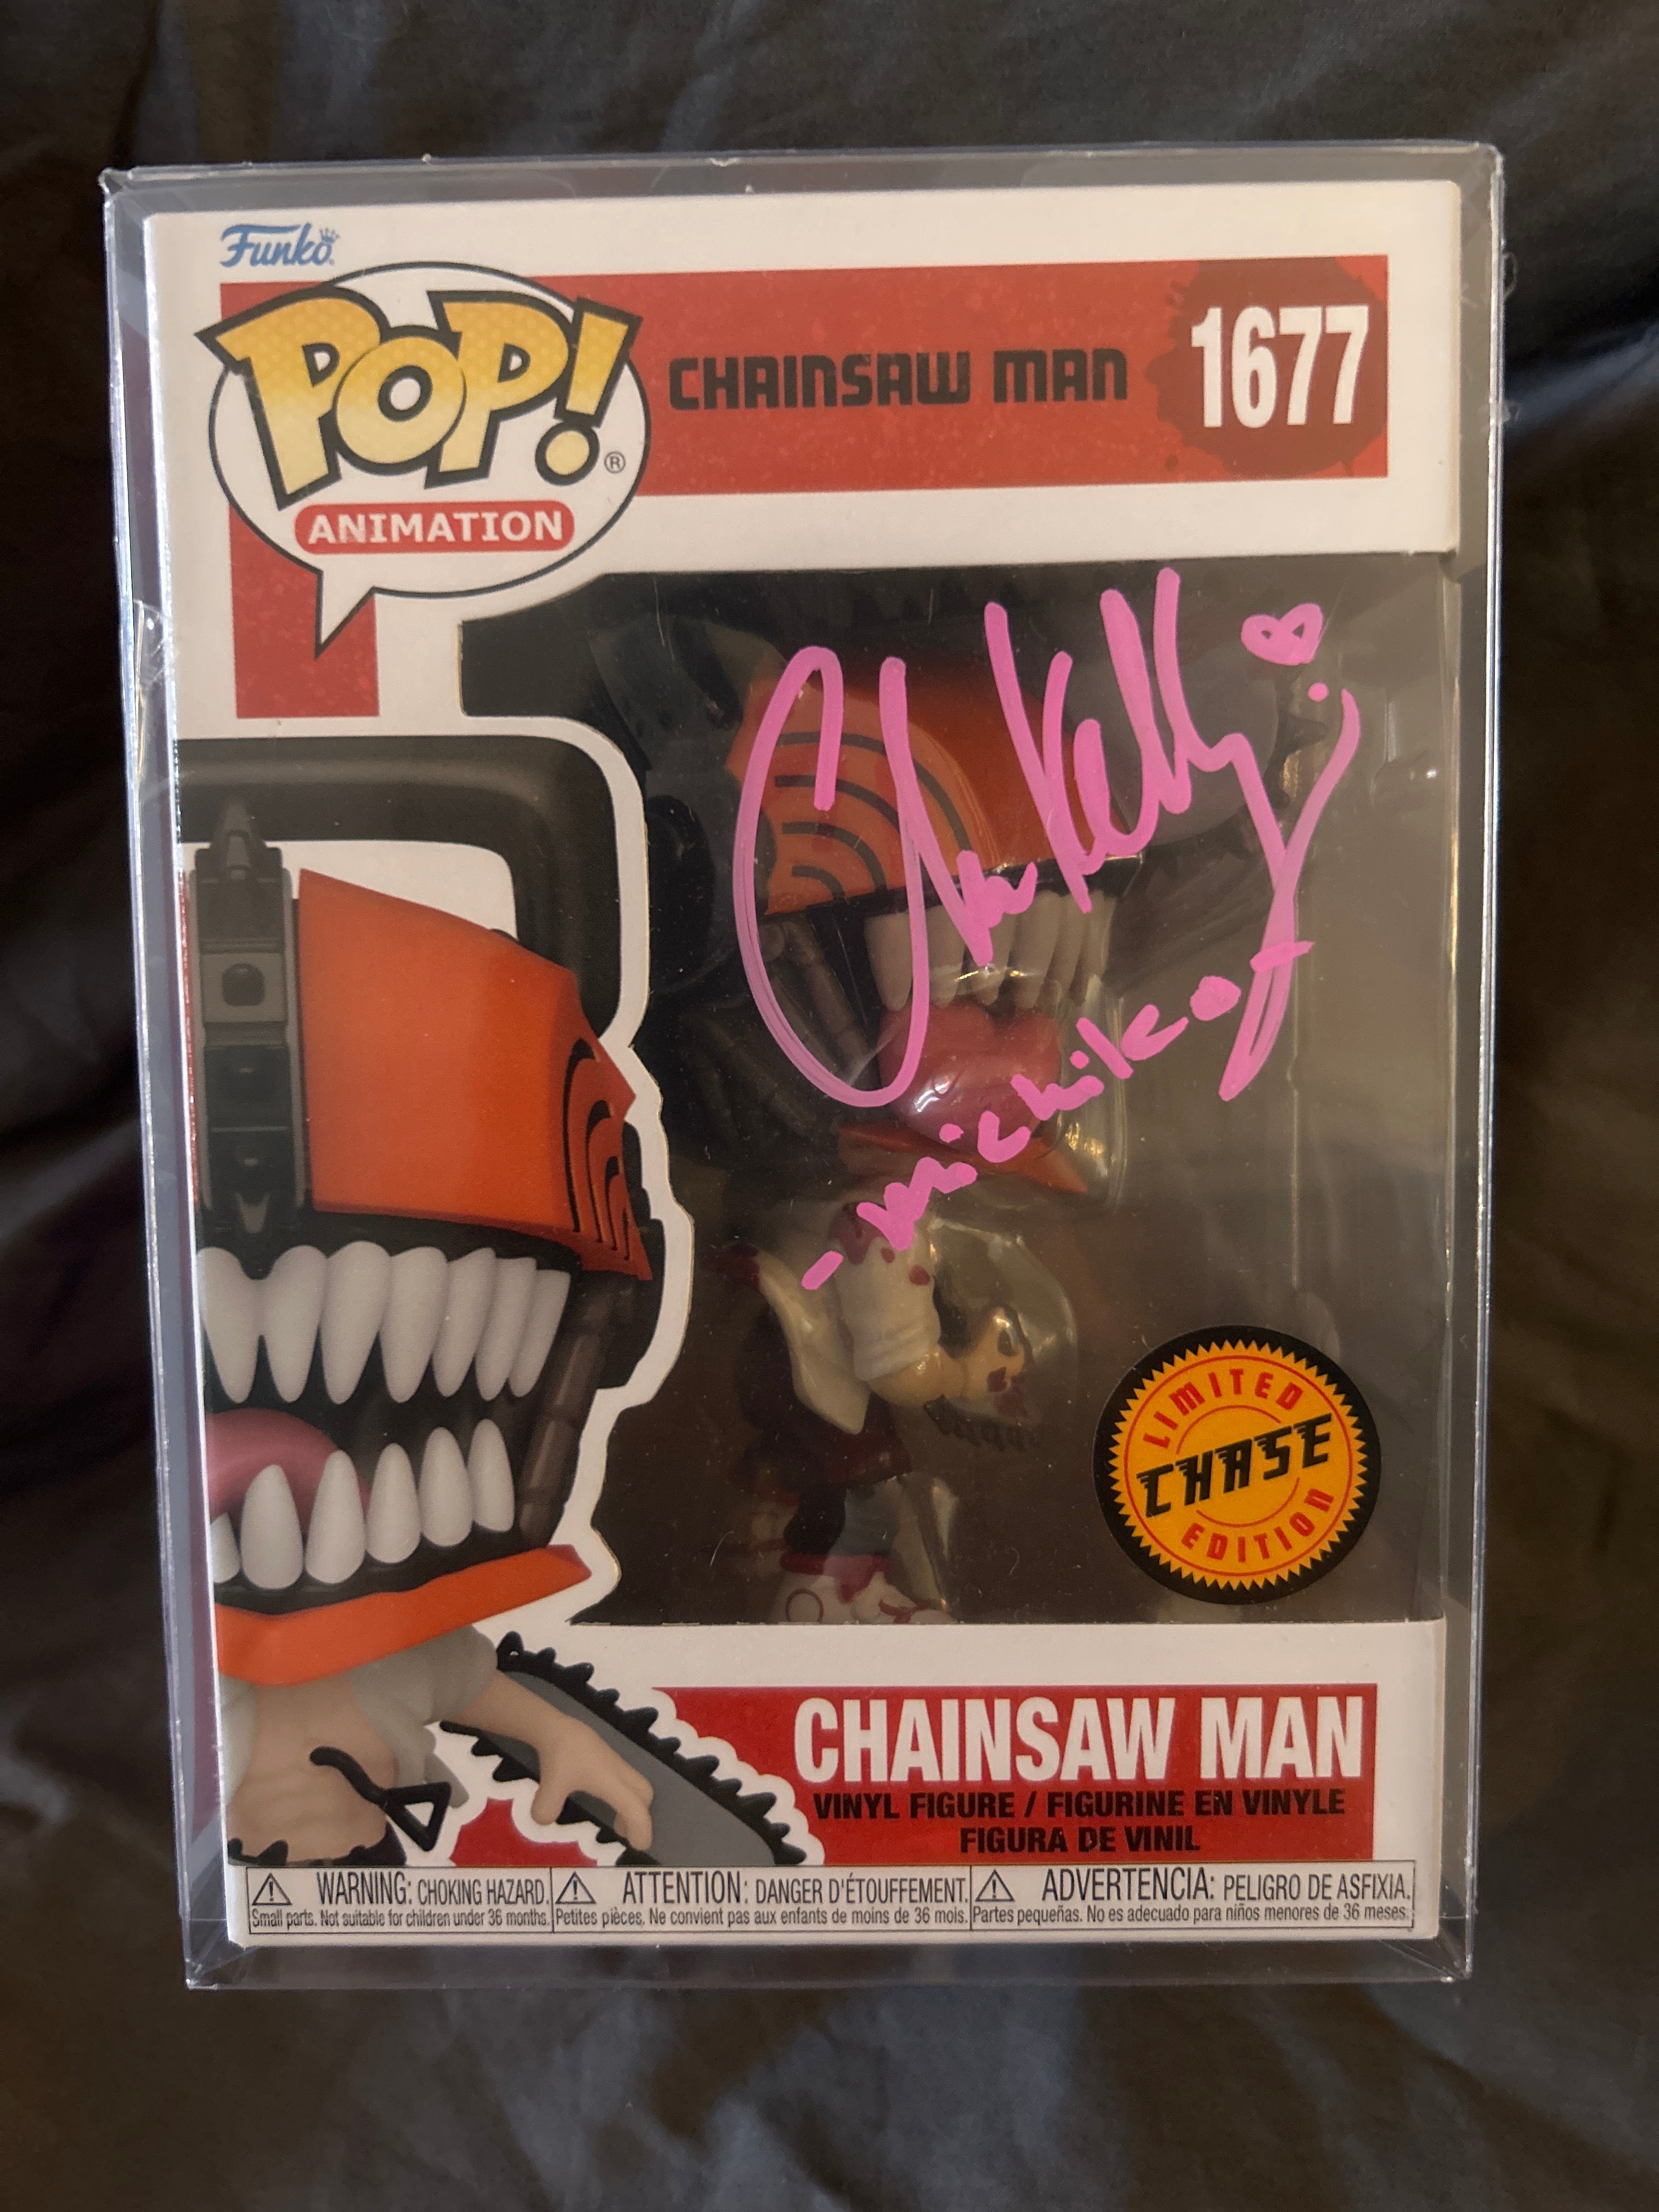 Funko
POP!®
ANIMATION
CHAINSAW MAN
1677
- michiko
LIMITED
CHASE
EDITION
CHAINSAW MAN
VINYL FIGURE / FIGURINE EN VINYLE
FIGURA DE VINIL
WARNING: CHOKING HAZARD.
Small parts. Not suitable for children under 36 months.
ATTENTION: DANGER D'ÉTOUFFEMENT.
Petites pièces. Ne convient pas aux enfants de moins de 36 mois.
ADVERTENCIA: PELIGRO DE ASFIXIA.
Partes pequeñas. No es adecuado para niños menores de 36 meses.